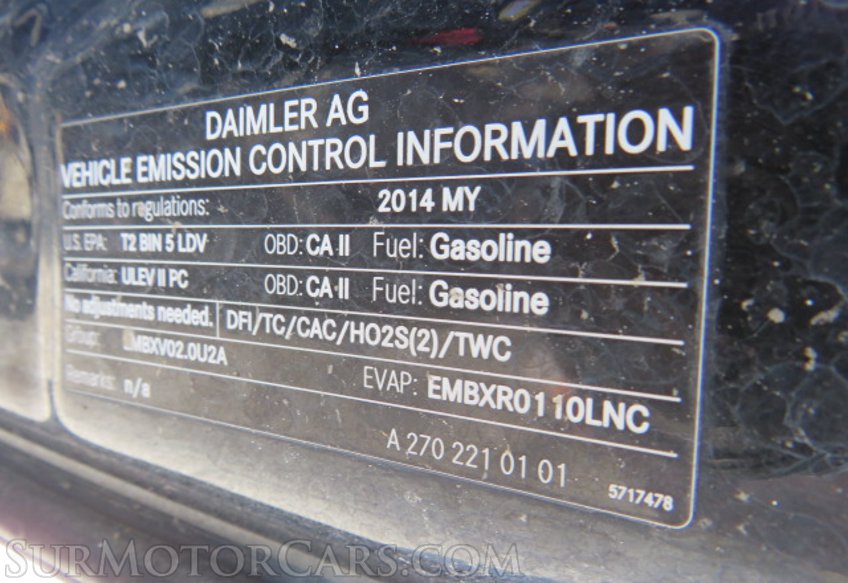 DAIMLER AG
VEHICLE EMISSION CONTROL INFORMATION
Conforms to regulations: 2014 MY
U.S. EPA: T2 BIN 5 LDV OBD: CA II Fuel: Gasoline
California: ULEV II PC OBD: CA II Fuel: Gasoline
No adjustments needed. DFI/TC/CAC/HO2S(2)/TWC
Group: EMBXV02.0U2A
EVAP: EMBXR0110LNC
Remarks: n/a
A 270 221 01 01
5717478
SURMOTORCARS.COM